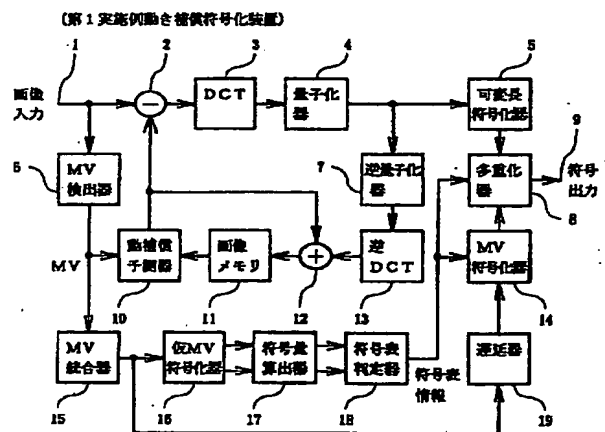 (第1実施例動き補償符号化装置)
1
2
3
4
5
画像
入力
−
DCT
量子化
器
可変長
符号化器
9
6
MV
検出器
7
逆量子化
器
多重化
器
符号
出力
8
MV
動補償
予測器
画像
メモリ
+
逆
DCT
MV
符号化器
10
11
12
13
14
MV
統合器
仮MV
符号化器
符号量
算出器
符号表
判定器
符号表
情報
遅延器
15
16
17
18
19